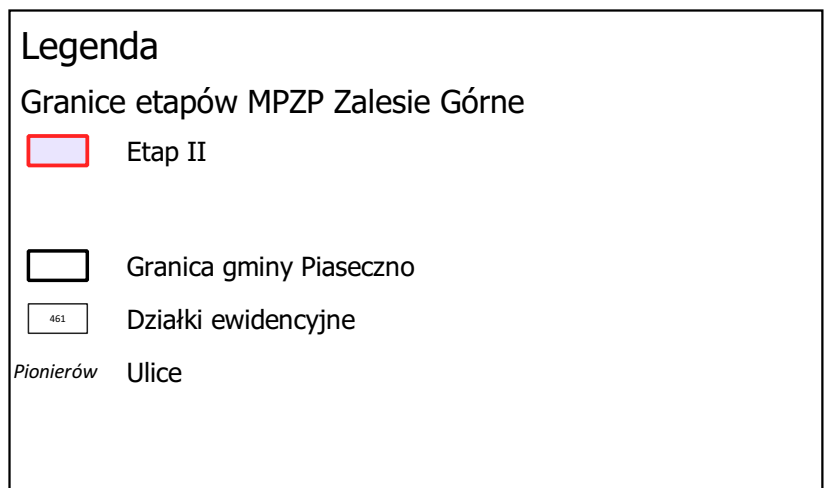 Legenda
Granice etapów MPZP Zalesie Górne
Etap II
Granica gminy Piaseczno
461 Działki ewidencyjne
Pionierów Ulice